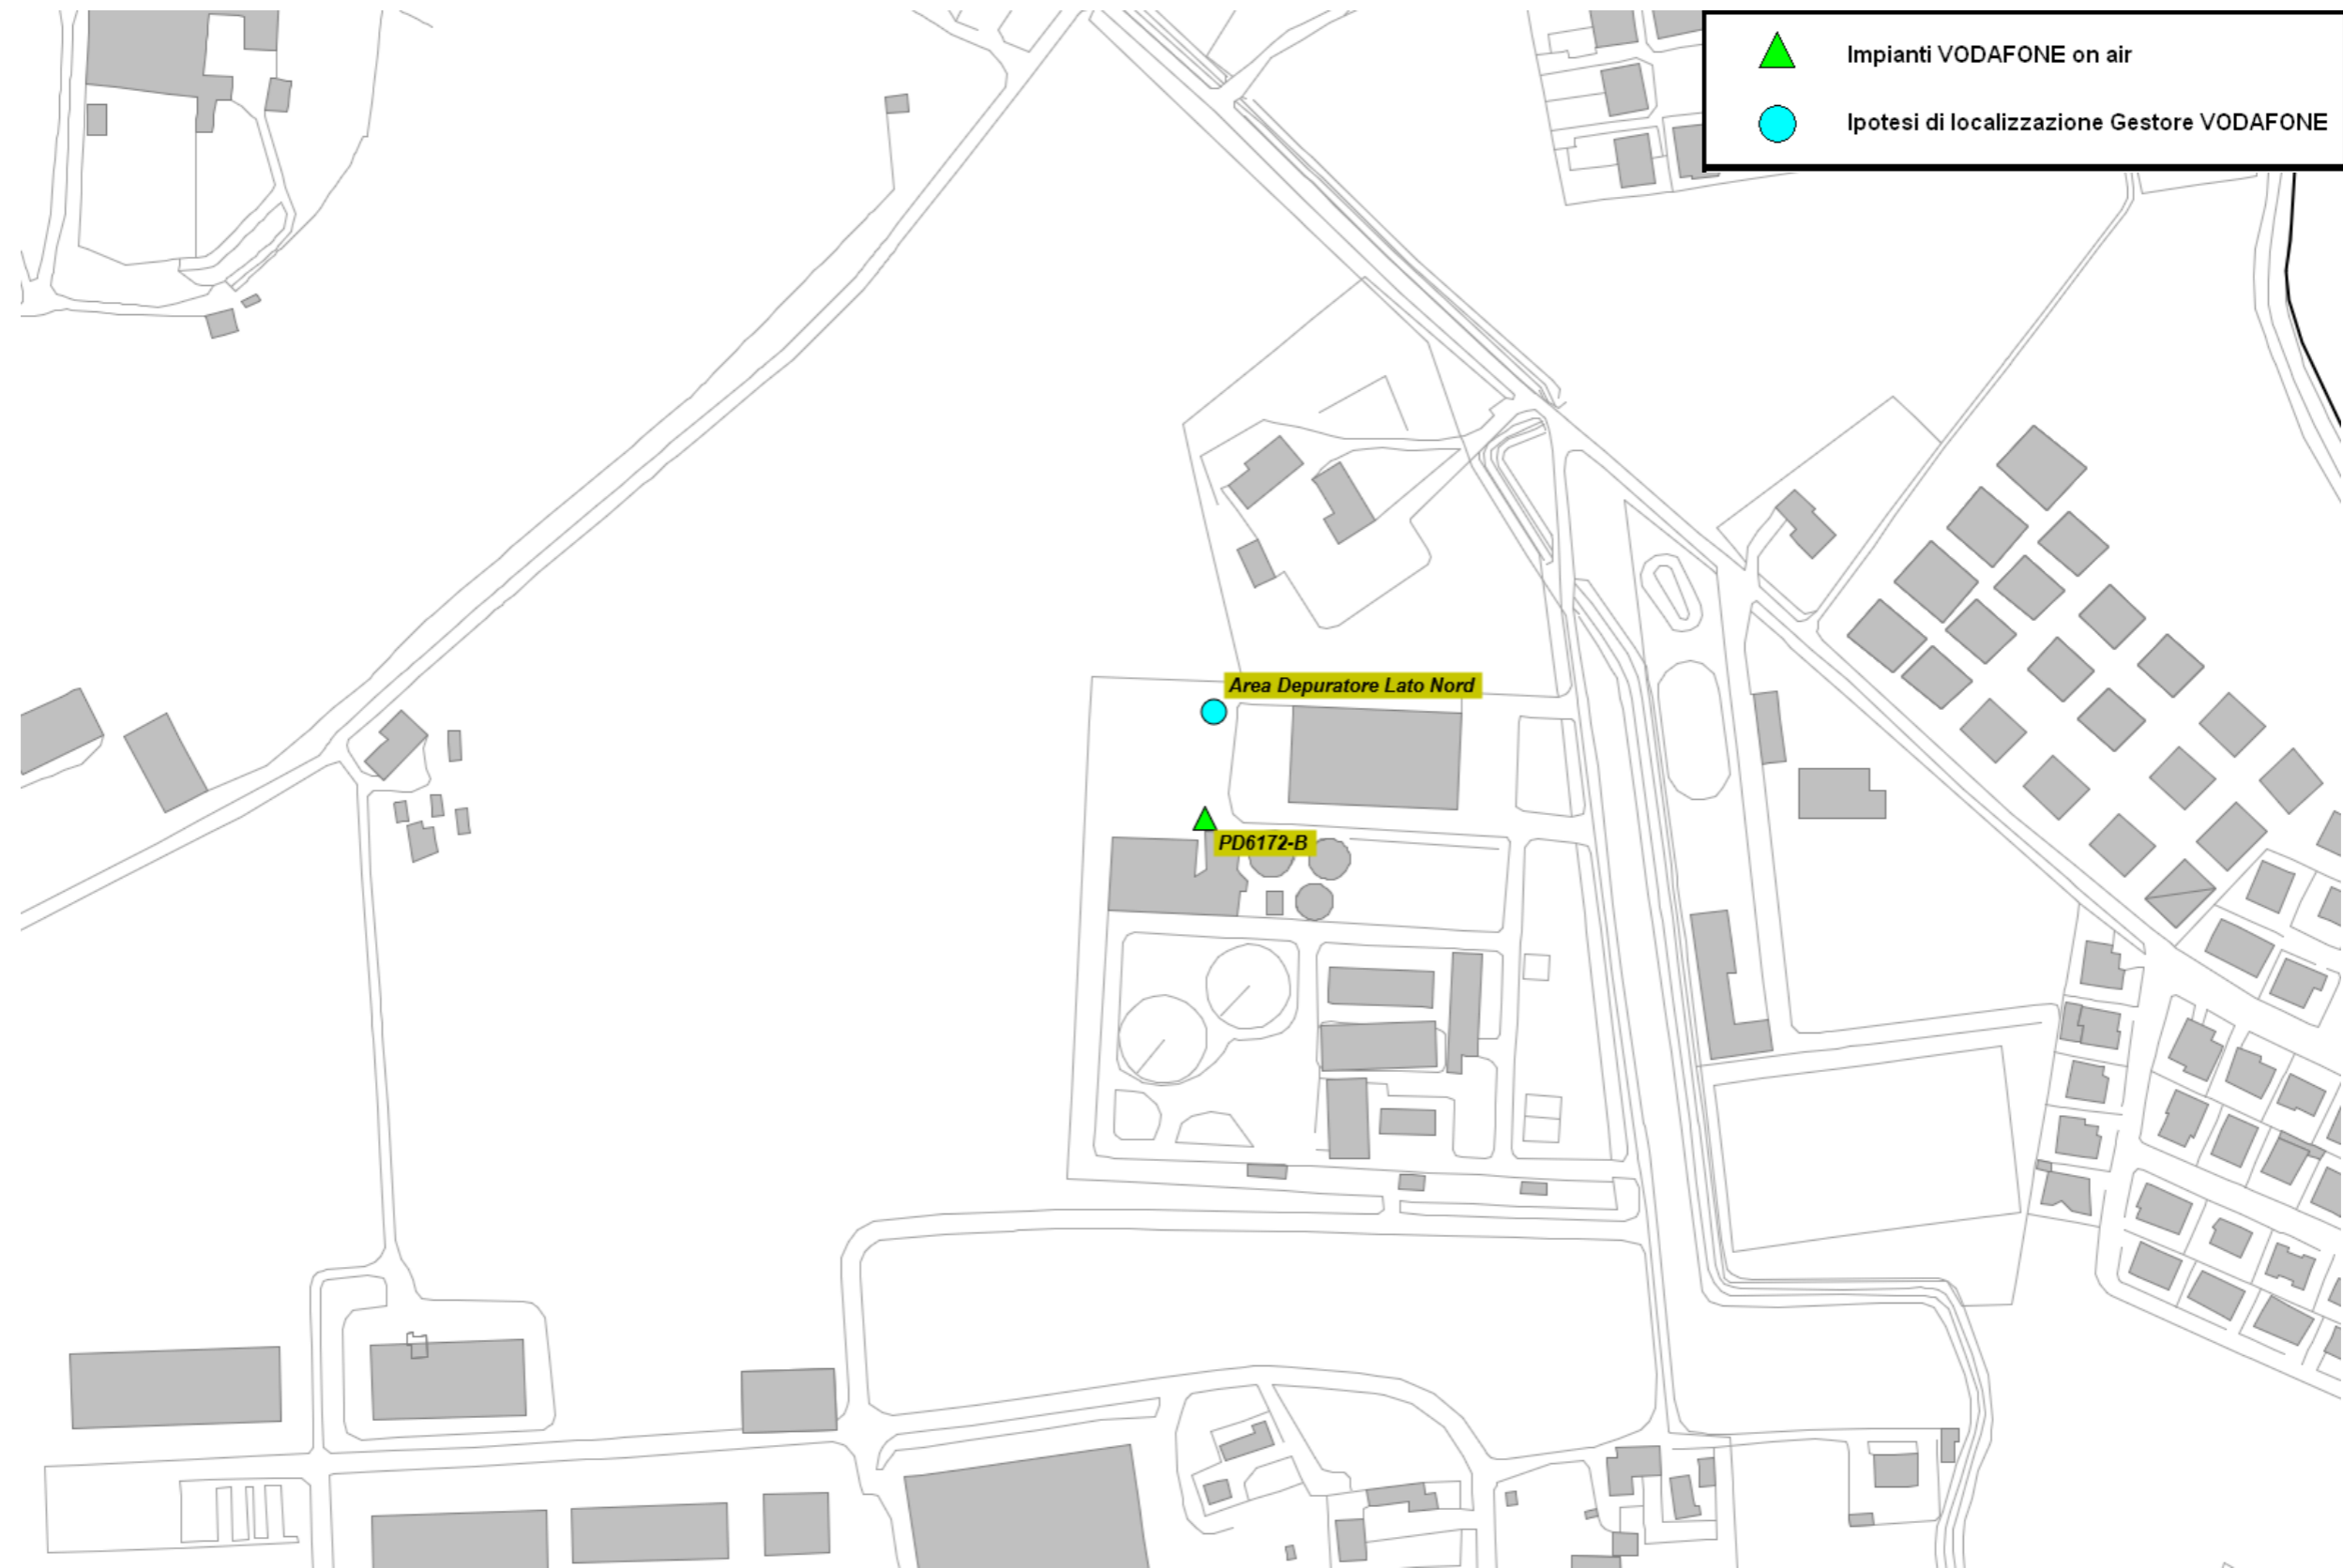 Impianti VODAFONE on air
Ipotesi di localizzazione Gestore VODAFONE
Area Depuratore Lato Nord
PD6172-B